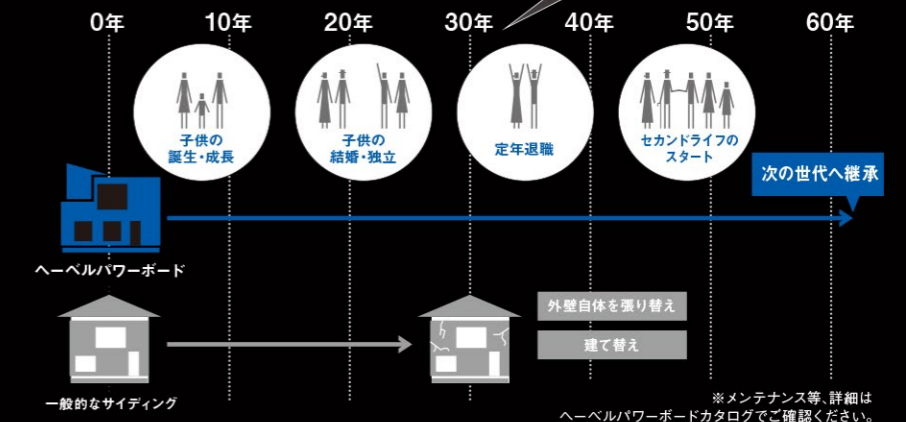 0年 10年 20年 30年 40年 50年 60年
子供の
誕生・成長
子供の
結婚・独立
定年退職
セカンドライフの
スタート
次の世代へ継承
ヘーベルパワーボード
外壁自体を張り替え
建て替え
一般的なサイディング
※メンテナンス等、詳細は
ヘーベルパワーボードカタログでご確認ください。